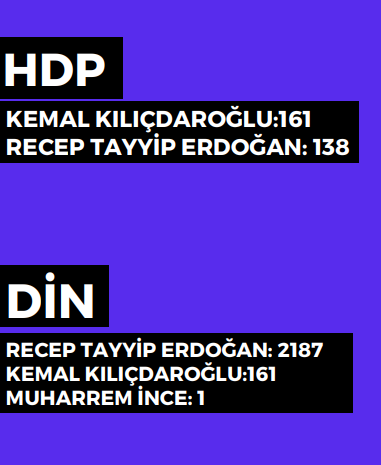 HDP
KEMAL KILIÇDAROĞLU:161
RECEP TAYYİP ERDOĞAN: 138
DİN
RECEP TAYYİP ERDOĞAN: 2187
KEMAL KILIÇDAROĞLU:161
MUHARREM İNCE: 1